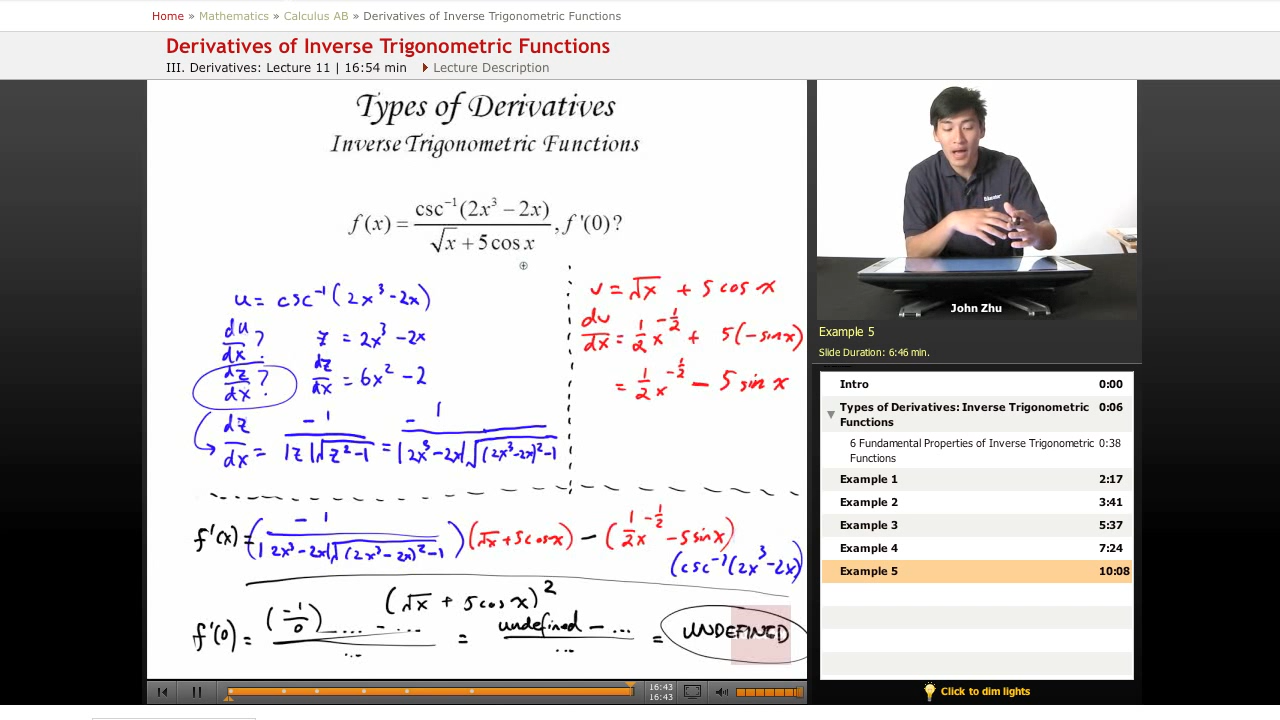 Home » Mathematics » Calculus AB » Derivatives of Inverse Trigonometric Functions
Derivatives of Inverse Trigonometric Functions
III. Derivatives: Lecture 11 | 16:54 min Lecture Description
Types of Derivatives
Inverse Trigonometric Functions
f(x) = csc⁻¹(2x³ − 2x) / √x + 5 cos x , f '(0)?
u = csc⁻¹(2x³ − 2x)
du/dx ?
z = 2x³ − 2x
dz/dx ?
dz/dx = 6x² − 2
dz/dx = −1 / |z|√z² − 1 = −1 / |2x³ − 2x|√(2x³ − 2x)² − 1
v = √x + 5 cos x
dv/dx = 1/2 x^−1/2 + 5(−sin x)
= 1/2 x^−1/2 − 5 sin x
f'(x) = (−1 / |2x³ − 2x|√(2x³ − 2x)² − 1)(√x + 5 cos x) − (1/2 x^−1/2 − 5 sin x)
(csc⁻¹(2x³ − 2x)
(√x + 5 cos x)²
f'(0) = (−1/0) ... − ... / ... = undefined − ... / ... = UNDEFINED
Educator
John Zhu
Example 5
Slide Duration: 6:46 min.
Intro 0:00
Types of Derivatives: Inverse Trigonometric 0:06
Functions
6 Fundamental Properties of Inverse Trigonometric 0:38
Functions
Example 1 2:17
Example 2 3:41
Example 3 5:37
Example 4 7:24
Example 5 10:08
16:43
16:43
Click to dim lights